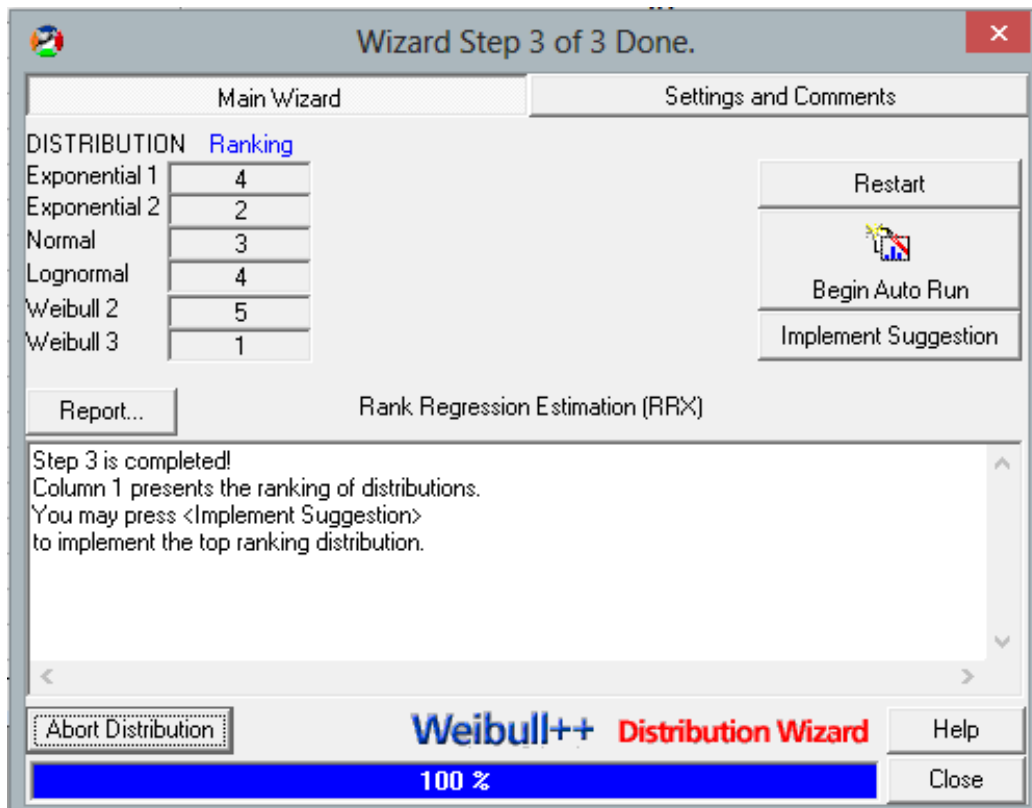 Wizard Step 3 of 3 Done.
Main Wizard Settings and Comments
DISTRIBUTION Ranking
Exponential 1 4
Exponential 2 2
Normal 3
Lognormal 4
Weibull 2 5
Weibull 3 1
Restart
Begin Auto Run
Implement Suggestion
Report... Rank Regression Estimation (RRX)
Step 3 is completed!
Column 1 presents the ranking of distributions.
You may press <Implement Suggestion>
to implement the top ranking distribution.
Abort Distribution Weibull++ Distribution Wizard Help
100 % Close